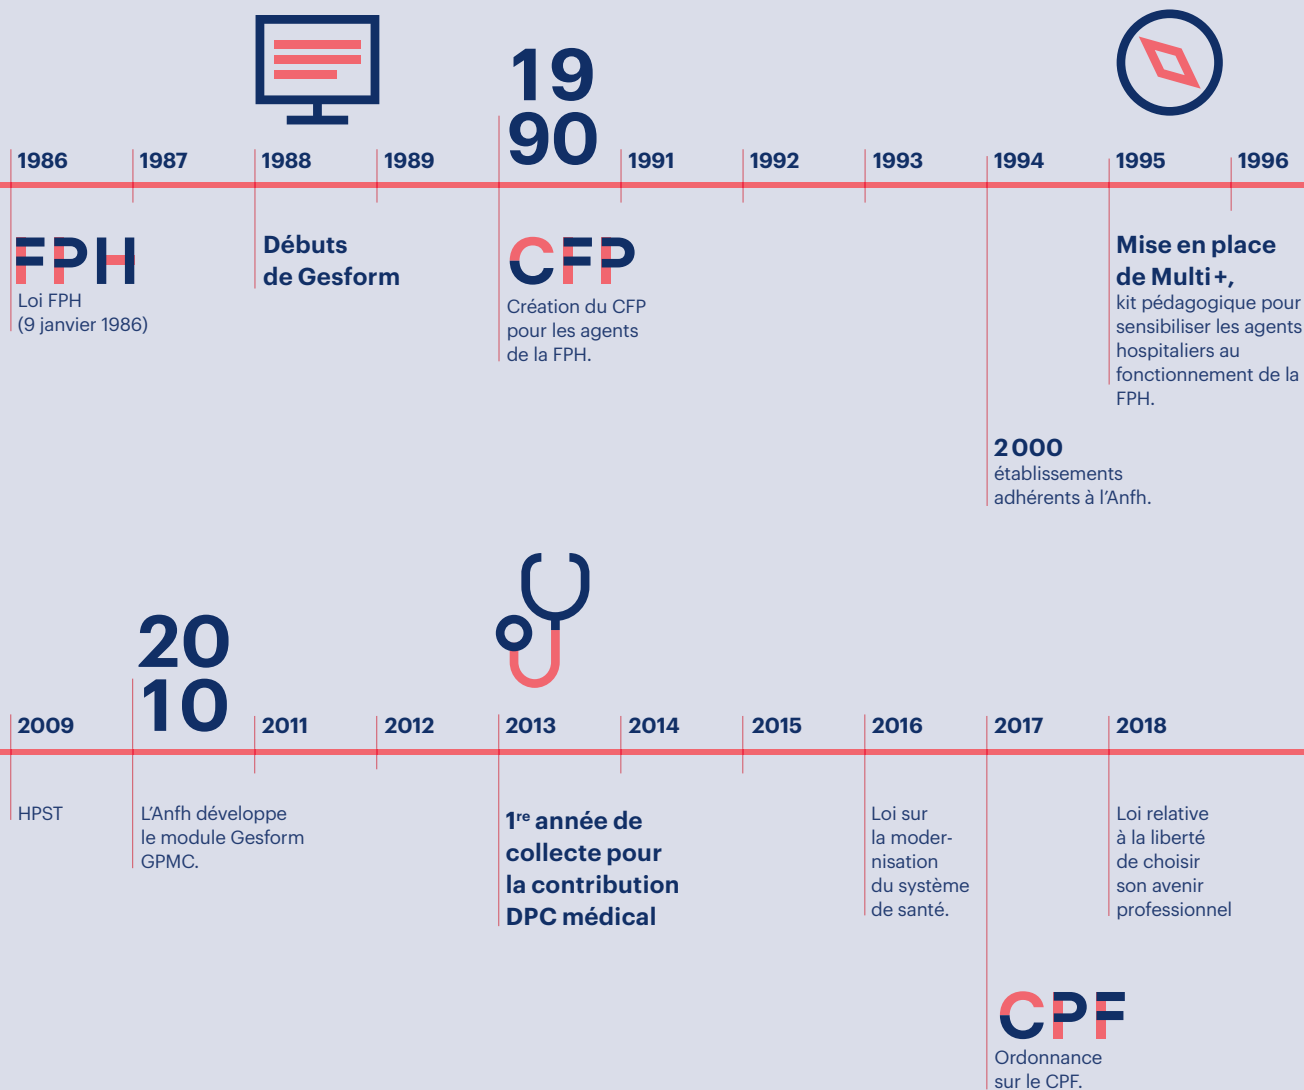 1986
1987
1988
1989
19
90
1991
1992
1993
1994
1995
1996
FPH
Loi FPH
(9 janvier 1986)
Débuts
de Gesform
CFP
Création du CFP
pour les agents
de la FPH.
2 000
établissements
adhérents à l'Anfh.
Mise en place
de Multi+,
kit pédagogique pour
sensibiliser les agents
hospitaliers au
fonctionnement de la
FPH.
2009
20
10
2011
2012
2013
2014
2015
2016
2017
2018
HPST
L'Anfh développe
le module Gesform
GPMC.
1re année de
collecte pour
la contribution
DPC médical
Loi sur
la moder-
nisation
du système
de santé.
CPF
Ordonnance
sur le CPF.
Loi relative
à la liberté
de choisir
son avenir
professionnel